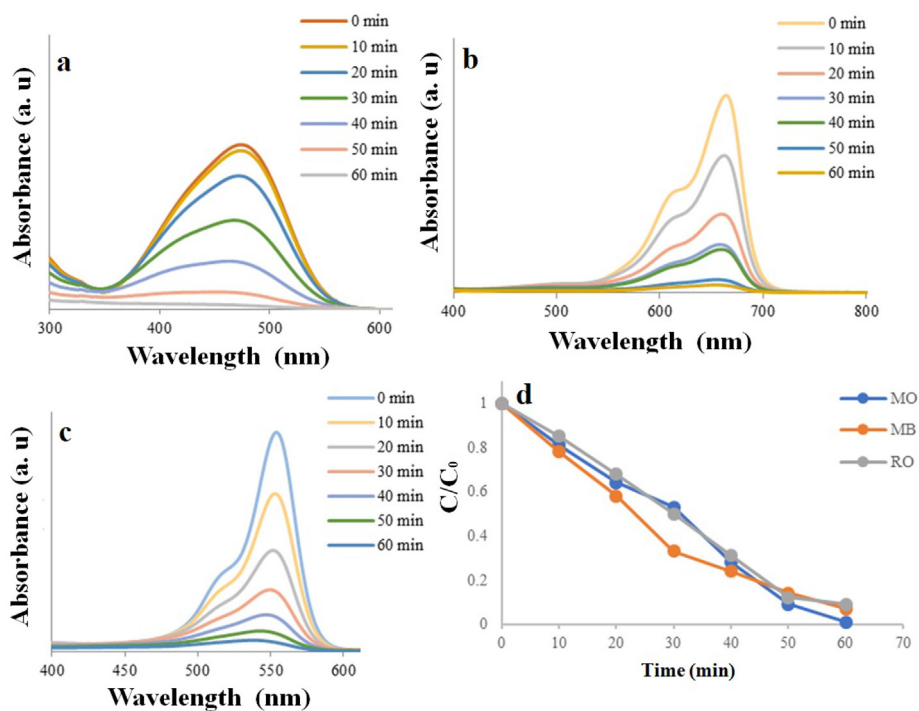 a
Absorbance (a. u)
0 min
10 min
20 min
30 min
40 min
50 min
60 min
300 400 500 600
Wavelength (nm)
b
Absorbance (a. u)
0 min
10 min
20 min
30 min
40 min
50 min
60 min
400 500 600 700 800
Wavelength (nm)
c
Absorbance (a. u)
0 min
10 min
20 min
30 min
40 min
50 min
60 min
400 450 500 550 600
Wavelength (nm)
d
C/C₀
1
0.8
0.6
0.4
0.2
0
0 10 20 30 40 50 60 70
Time (min)
MO
MB
RO